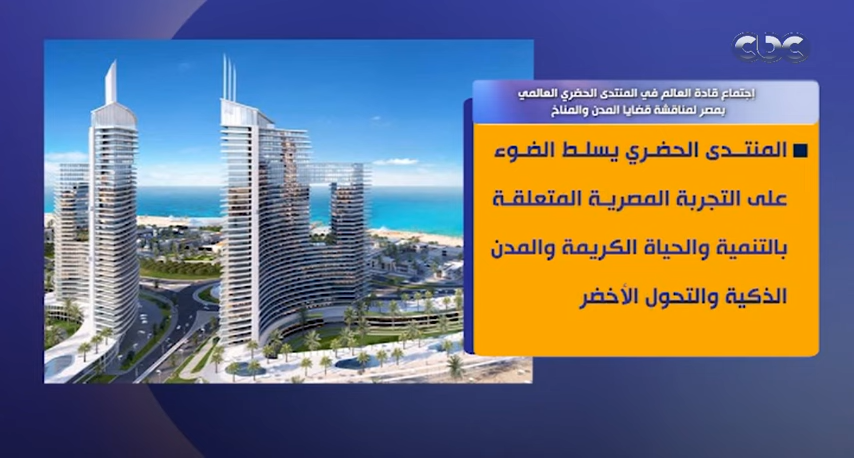 cbc
إجتماع قادة العالم في المنتدى الحضري العالمي
بمصر لمناقشة قضايا المدن والمناخ
المنتدى الحضري يسلط الضوء
على التجربة المصرية المتعلقة
بالتنمية والحياة الكريمة والمدن
الذكية والتحول الأخضر